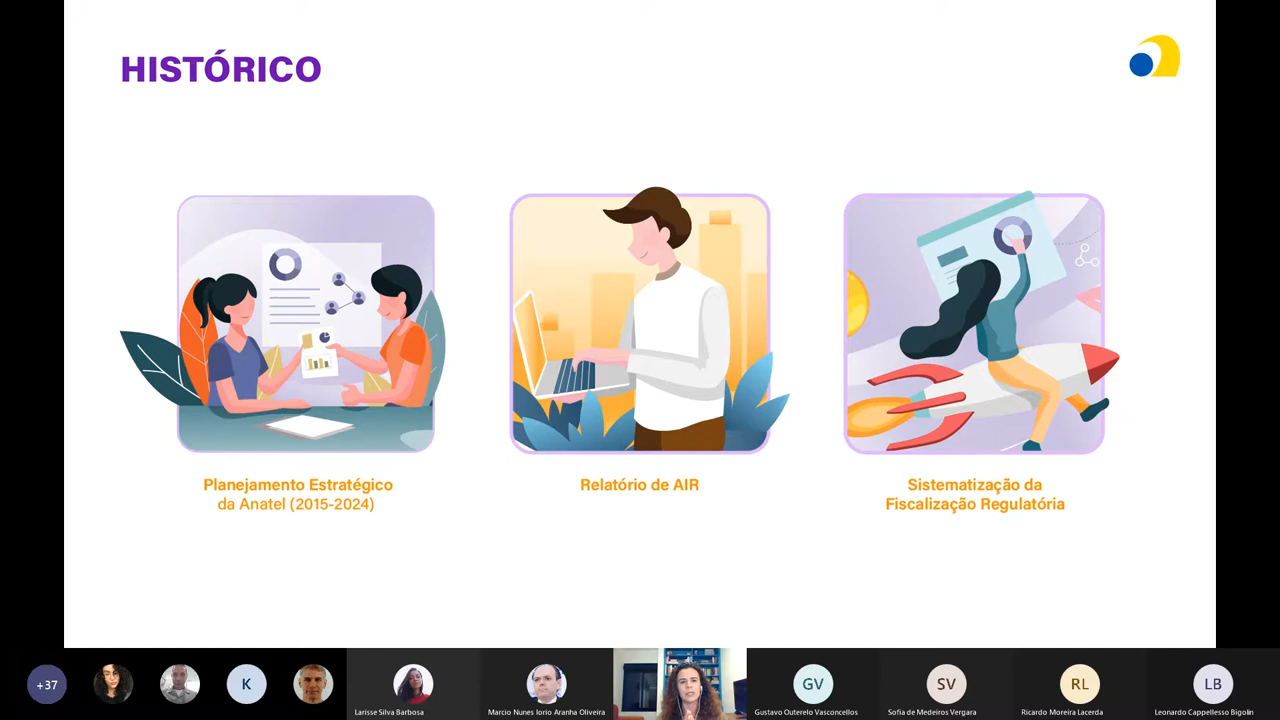 HISTÓRICO
Planejamento Estratégico
da Anatel (2015-2024)
Relatório de AIR
Sistematização da
Fiscalização Regulatória
+37
K
Larisse Silva Barbosa
Marcio Nunes Iorio Aranha Oliveira
GV
Gustavo Outerelo Vasconcellos
SV
Sofia de Medeiros Vergara
RL
Ricardo Moreira Lacerda
LB
Leonardo Cappellesso Bigolin